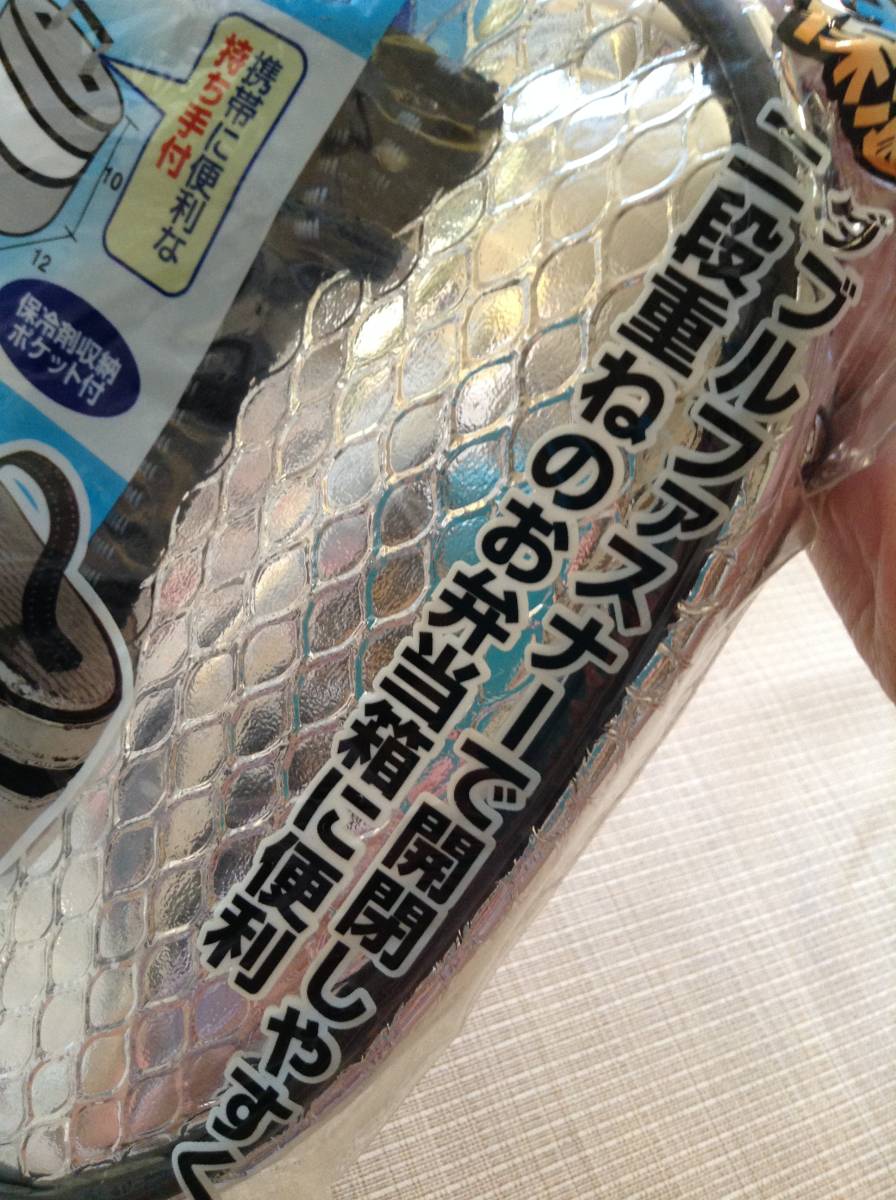 携帯に便利な
持ち手付
10
12
保冷剤収納
ポケット付
ダブルファスナーで開閉しやすく
二段重ねのお弁当箱に便利